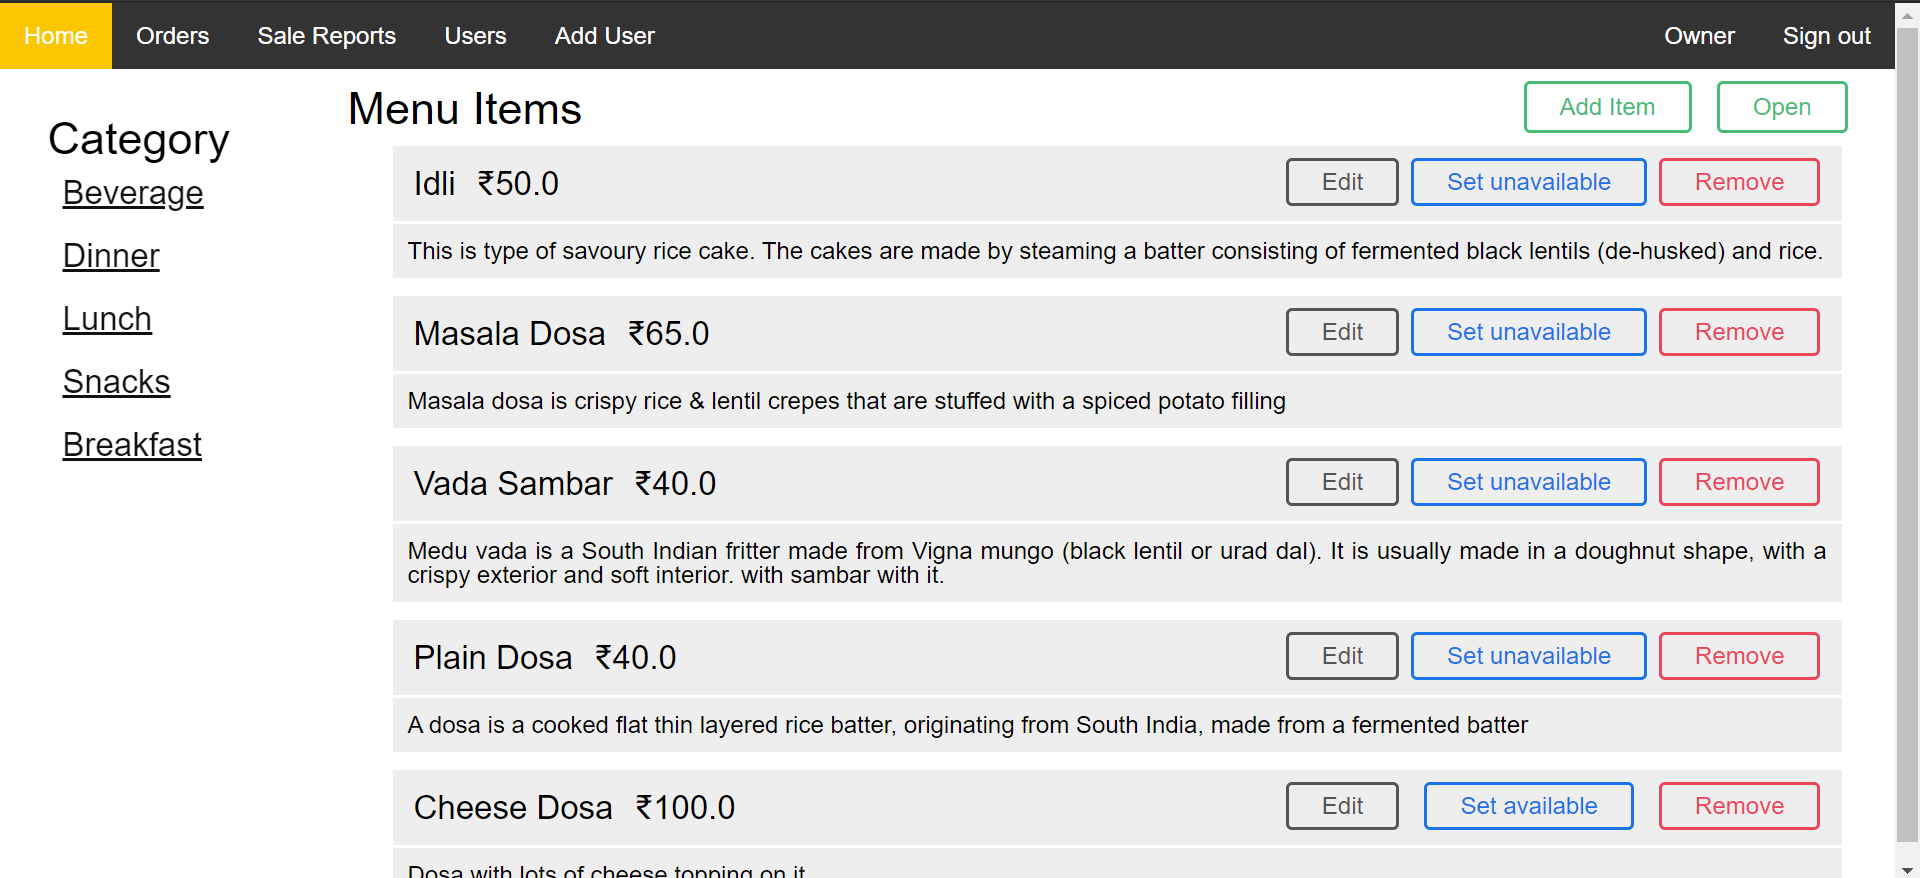 Home Orders Sale Reports Users Add User Owner Sign out
Category
Beverage
Dinner
Lunch
Snacks
Breakfast
Menu Items Add Item Open
Idli ₹50.0 Edit Set unavailable Remove
This is type of savoury rice cake. The cakes are made by steaming a batter consisting of fermented black lentils (de-husked) and rice.
Masala Dosa ₹65.0 Edit Set unavailable Remove
Masala dosa is crispy rice & lentil crepes that are stuffed with a spiced potato filling
Vada Sambar ₹40.0 Edit Set unavailable Remove
Medu vada is a South Indian fritter made from Vigna mungo (black lentil or urad dal). It is usually made in a doughnut shape, with a
crispy exterior and soft interior. with sambar with it.
Plain Dosa ₹40.0 Edit Set unavailable Remove
A dosa is a cooked flat thin layered rice batter, originating from South India, made from a fermented batter
Cheese Dosa ₹100.0 Edit Set available Remove
Dosa with lots of cheese topping on it